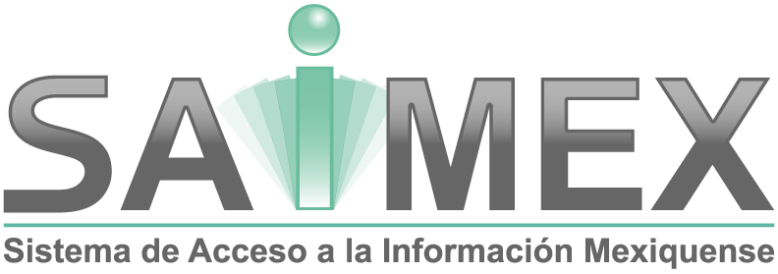 SAiMEX
Sistema de Acceso a la Información Mexiquense